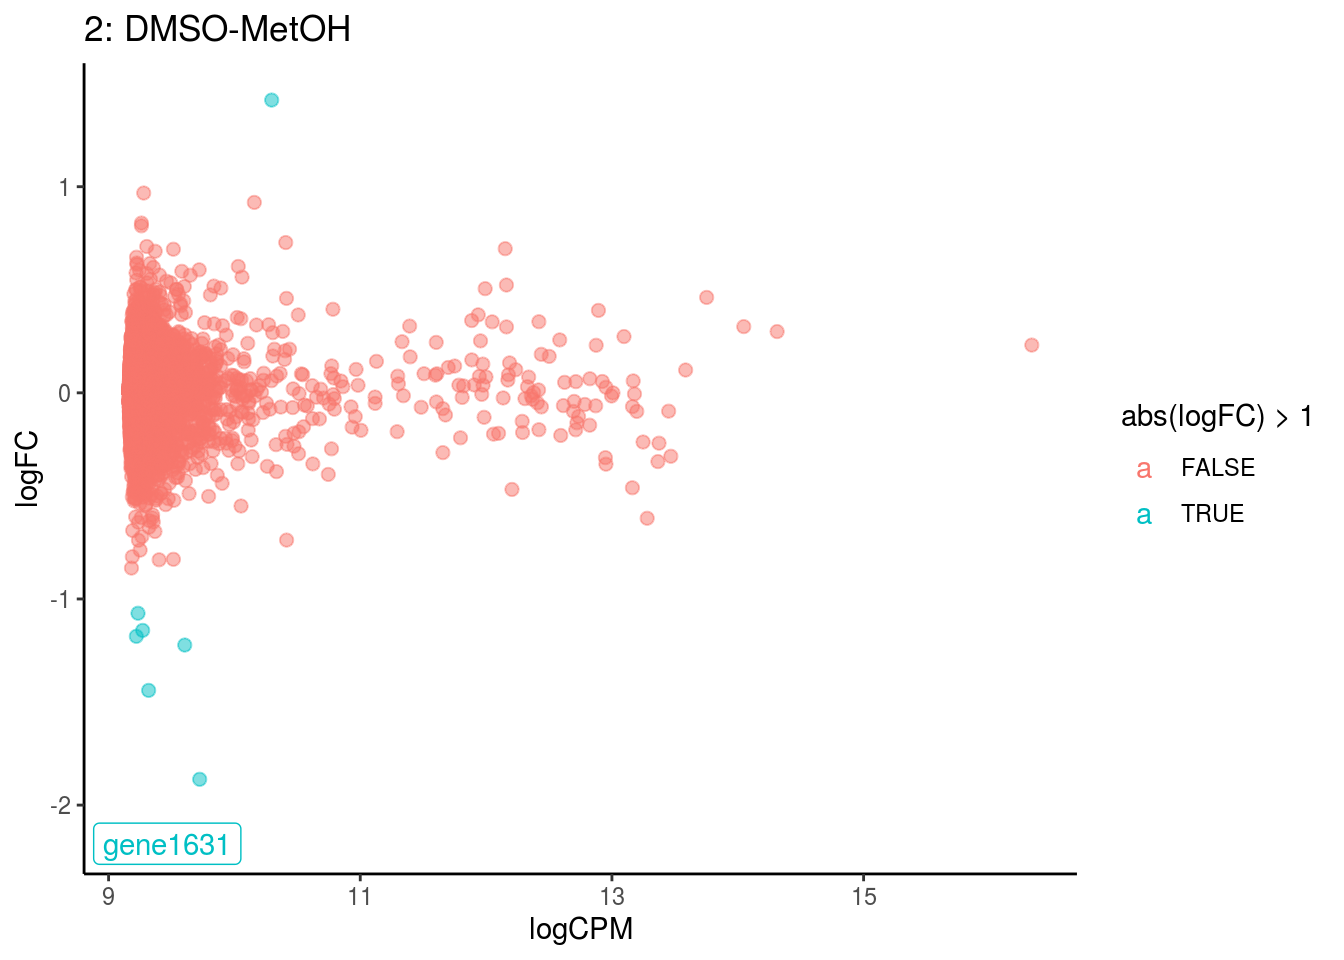 2: DMSO-MetOH
1
0
-1
-2
logFC
gene1631
9
11
13
15
logCPM
abs(logFC) > 1
a FALSE
a TRUE